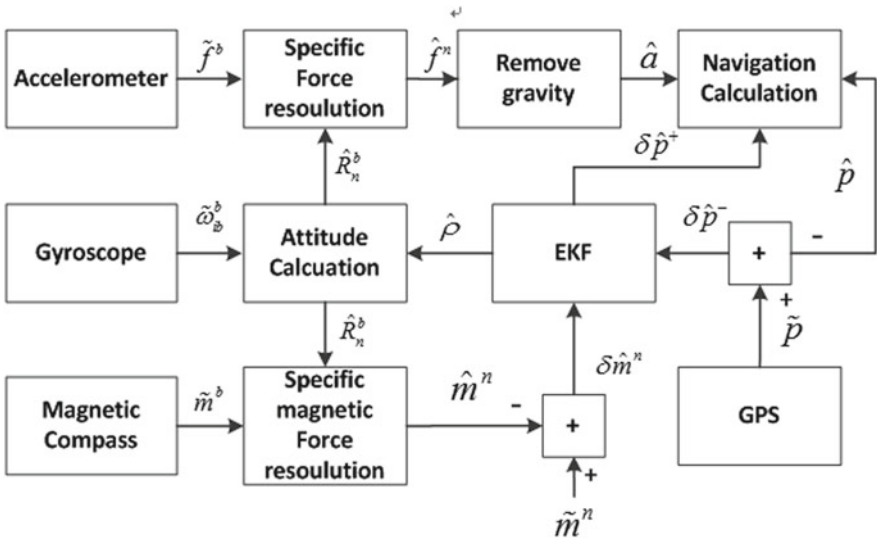 ↵
Accelerometer
f̃ᵇ
Specific
Force
resoulution
f̂ⁿ
Remove
gravity
â
Navigation
Calculation
R̂ₙᵇ
δp̂⁺
p̂
Gyroscope
ω̃ᵢᵦᵇ
Attitude
Calcuation
ρ̂
EKF
δp̂⁻
+
-
+
p̃
R̂ₙᵇ
δm̂ⁿ
Magnetic
Compass
m̃ᵇ
Specific
magnetic
Force
resoulution
m̂ⁿ
-
+
+
m̃ⁿ
GPS